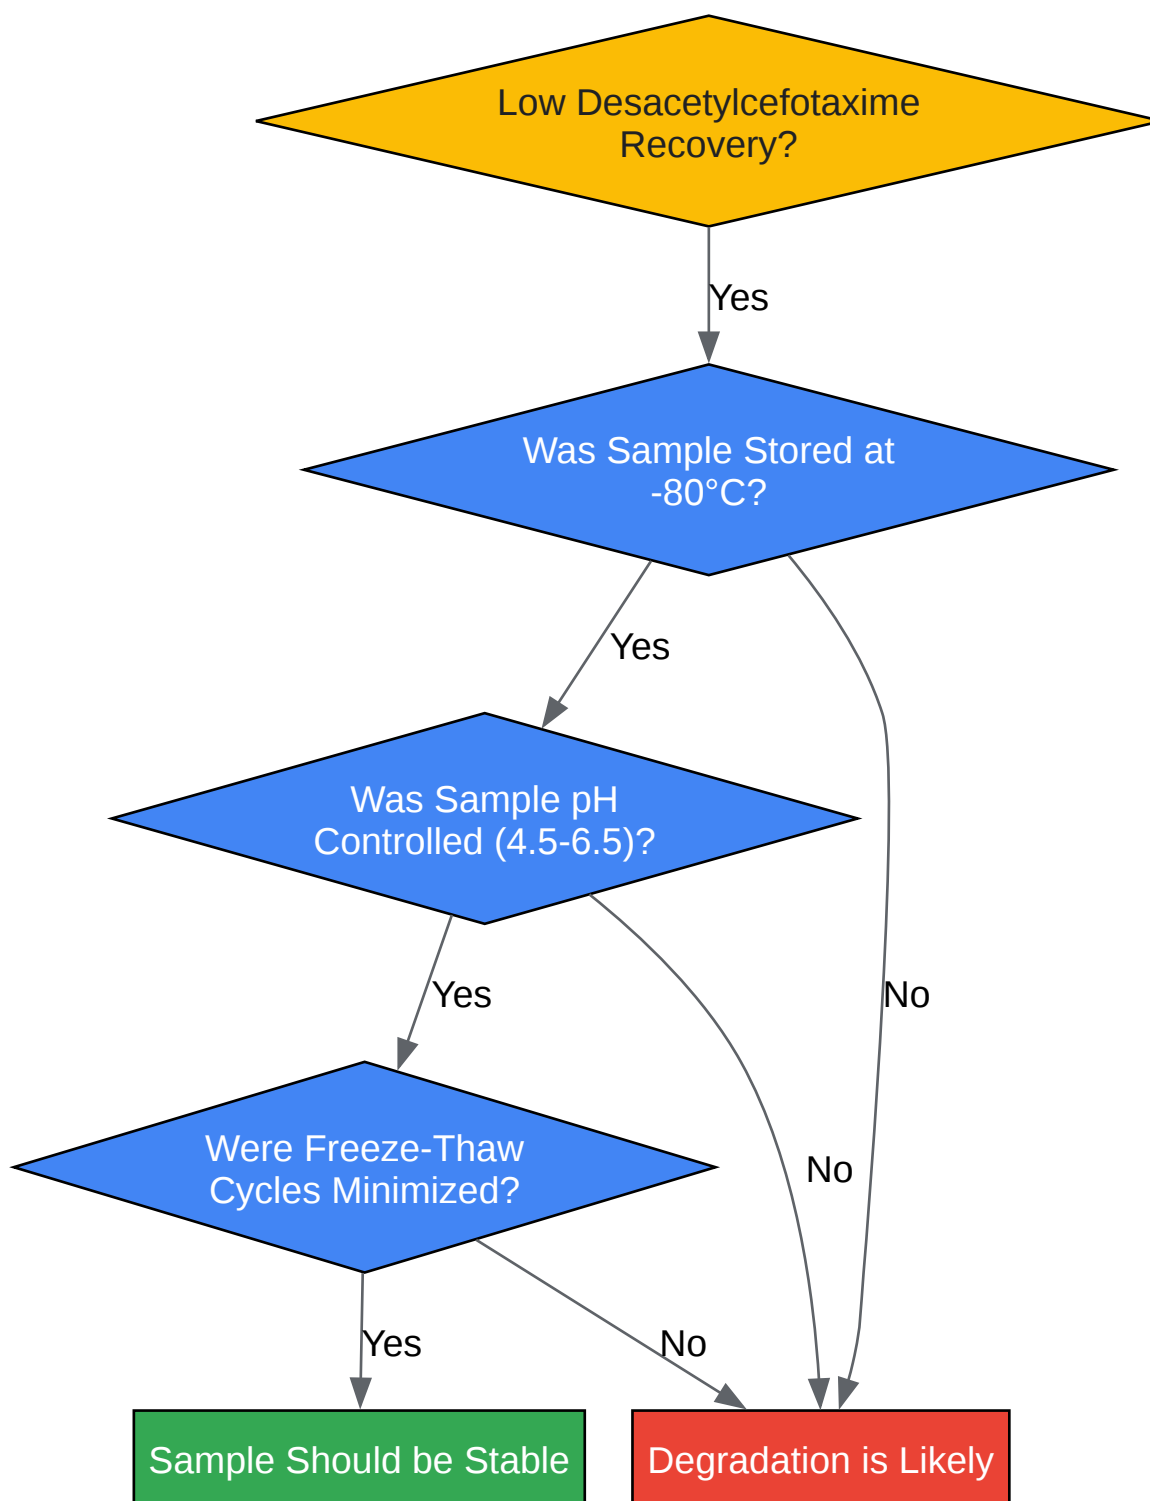 Low Desacetylcefotaxime
Recovery?
Yes
Was Sample Stored at
-80°C?
Yes
Was Sample pH
Controlled (4.5-6.5)?
Yes
No
Were Freeze-Thaw
Cycles Minimized?
No
Yes
No
Sample Should be Stable
Degradation is Likely